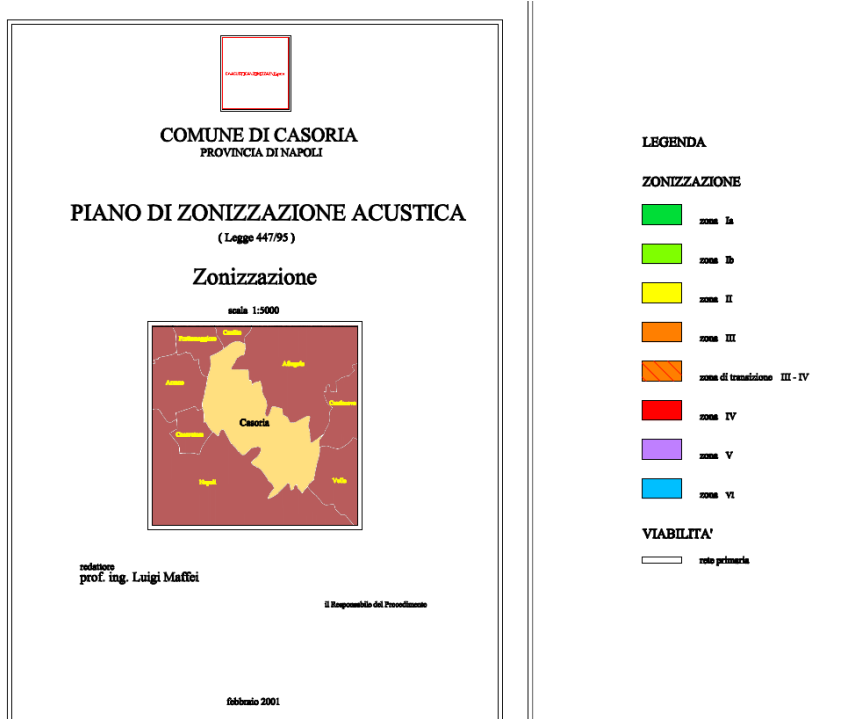 COMUNE DI CASORIA
PROVINCIA DI NAPOLI
PIANO DI ZONIZZAZIONE ACUSTICA
( Legge 447/95 )
Zonizzazione
scala 1:5000
Casoria
Afragola
Arzano
Napoli
Volla
redattore
prof. ing. Luigi Maffei
il Responsabile del Procedimento
febbraio 2001
LEGENDA
ZONIZZAZIONE
zona Ia
zona Ib
zona II
zona III
zona di transizione III - IV
zona IV
zona V
zona vi
VIABILITA'
rete primaria